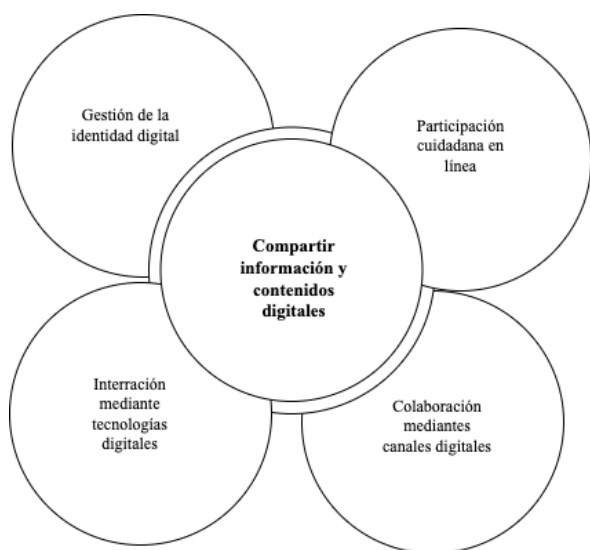 Gestión de la
identidad digital
Participación
cuidadana en
línea
Compartir
información y
contenidos
digitales
Interración
mediante
tecnologías
digitales
Colaboración
mediantes
canales digitales